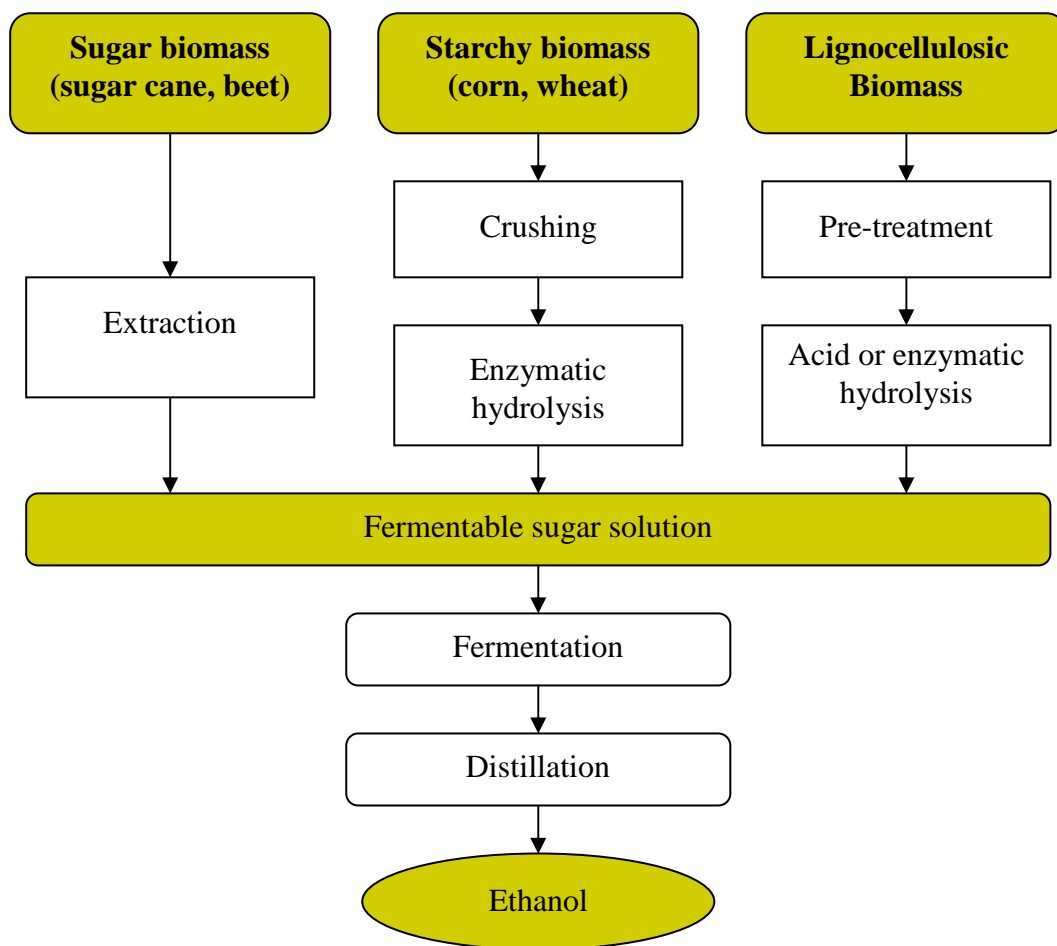 Sugar biomass
(sugar cane, beet)
Starchy biomass
(corn, wheat)
Lignocellulosic
Biomass
Crushing
Pre-treatment
Extraction
Enzymatic
hydrolysis
Acid or enzymatic
hydrolysis
Fermentable sugar solution
Fermentation
Distillation
Ethanol